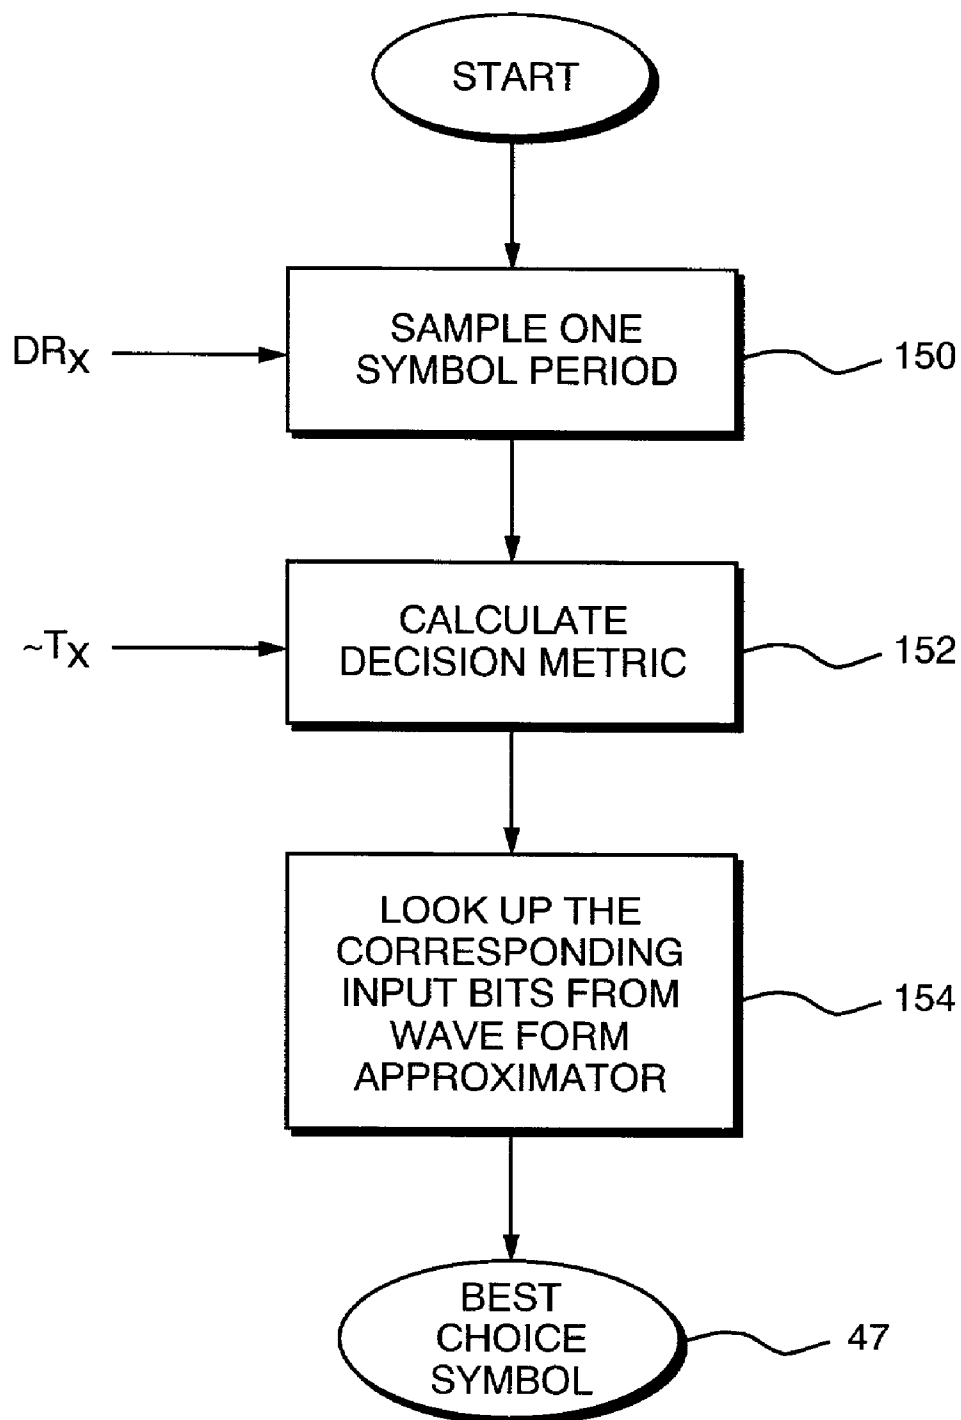 START
SAMPLE ONE
SYMBOL PERIOD
DRX
150
CALCULATE
DECISION METRIC
~TX
152
LOOK UP THE
CORRESPONDING
INPUT BITS FROM
WAVE FORM
APPROXIMATOR
154
BEST
CHOICE
SYMBOL
47